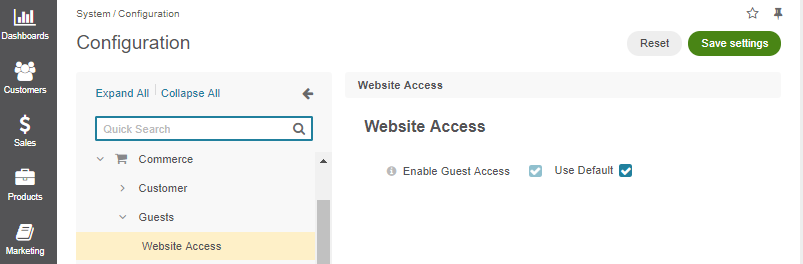 System / Configuration
Configuration
Reset
Save settings
Dashboards
Customers
Sales
Products
Marketing
Expand All
Collapse All
Quick Search
Commerce
Customer
Guests
Website Access
Website Access
Website Access
Enable Guest Access
Use Default